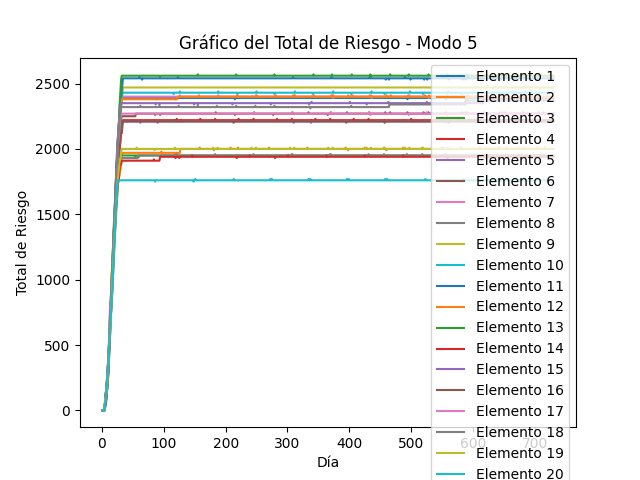 Gráfico del Total de Riesgo - Modo 5
Total de Riesgo
2500
2000
1500
1000
500
0
0 100 200 300 400 500 600 700
Día
Elemento 1
Elemento 2
Elemento 3
Elemento 4
Elemento 5
Elemento 6
Elemento 7
Elemento 8
Elemento 9
Elemento 10
Elemento 11
Elemento 12
Elemento 13
Elemento 14
Elemento 15
Elemento 16
Elemento 17
Elemento 18
Elemento 19
Elemento 20